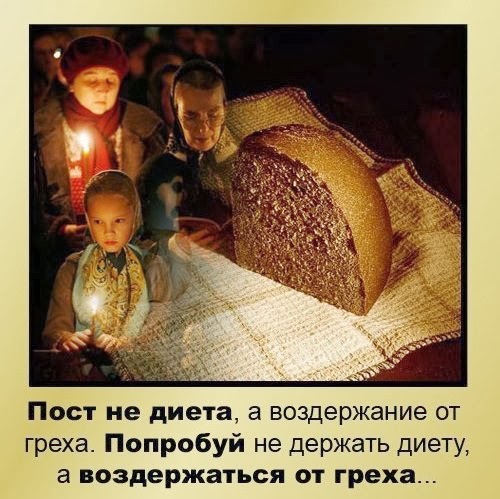 Пост не диета, а воздержание от
греха. Попробуй не держать диету,
а воздержаться от греха...